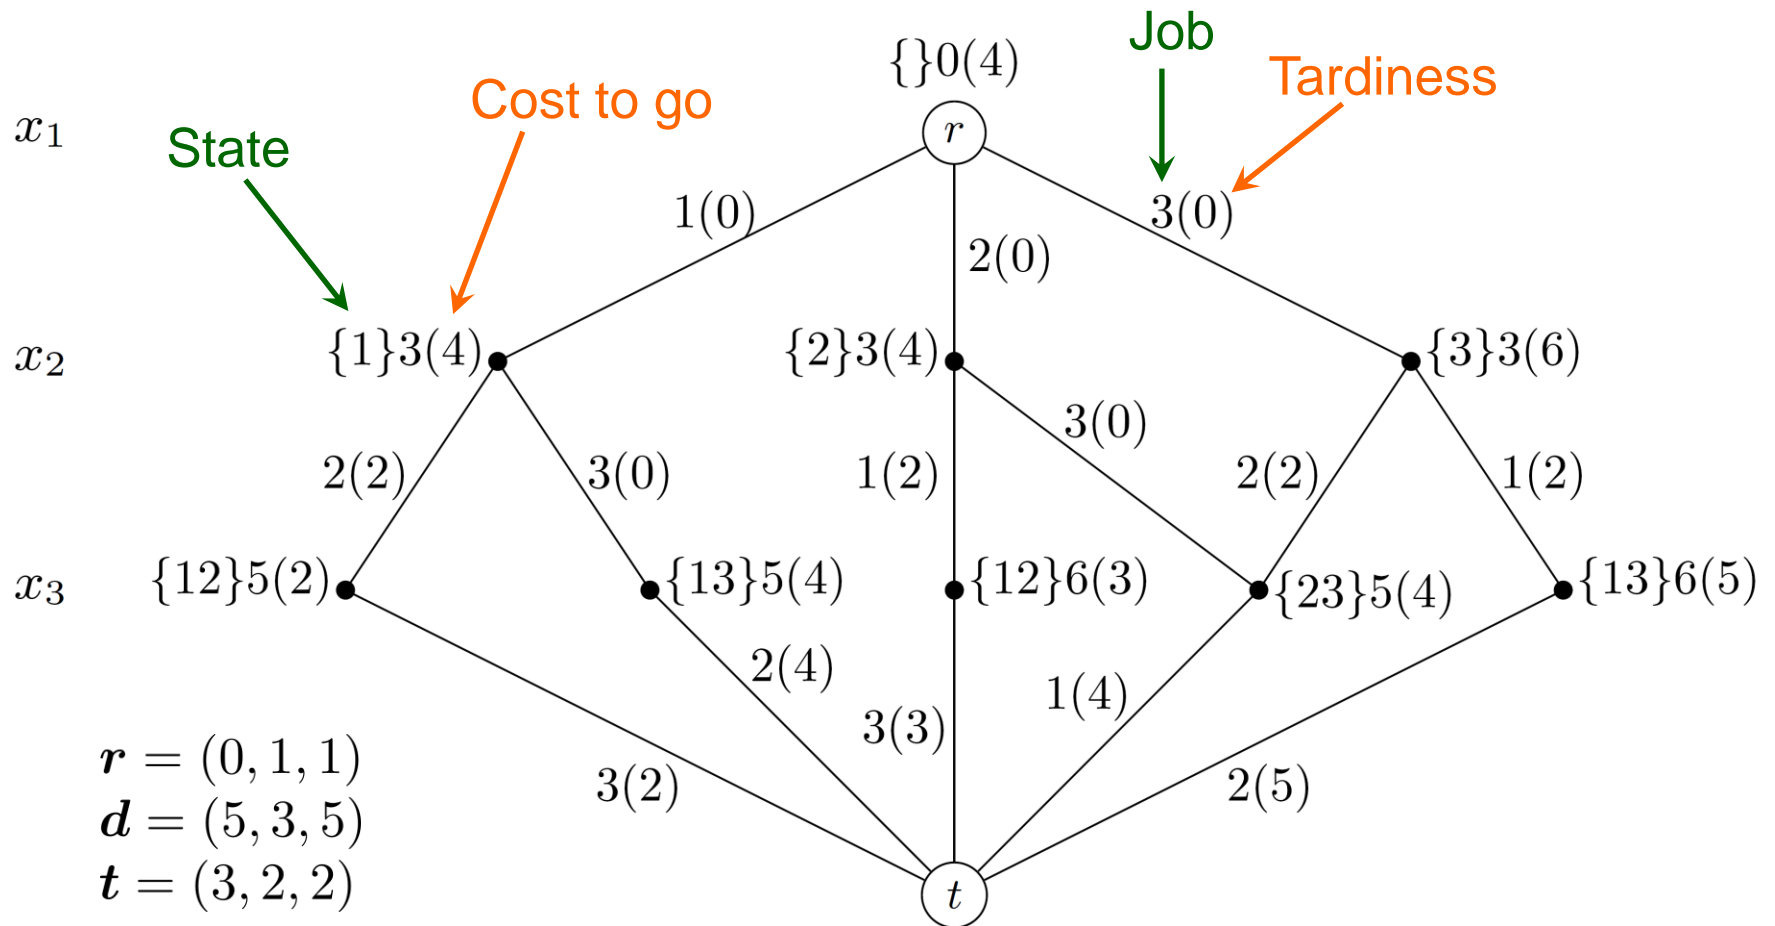 Job
{}0(4)
Tardiness
Cost to go
x₁
r
State
1(0)
3(0)
2(0)
x₂
{1}3(4)
{2}3(4)
{3}3(6)
3(0)
2(2)
3(0)
1(2)
2(2)
1(2)
x₃
{12}5(2)
{13}5(4)
{12}6(3)
{23}5(4)
{13}6(5)
2(4)
1(4)
3(3)
3(2)
2(5)
r = (0, 1, 1)
d = (5, 3, 5)
t = (3, 2, 2)
t